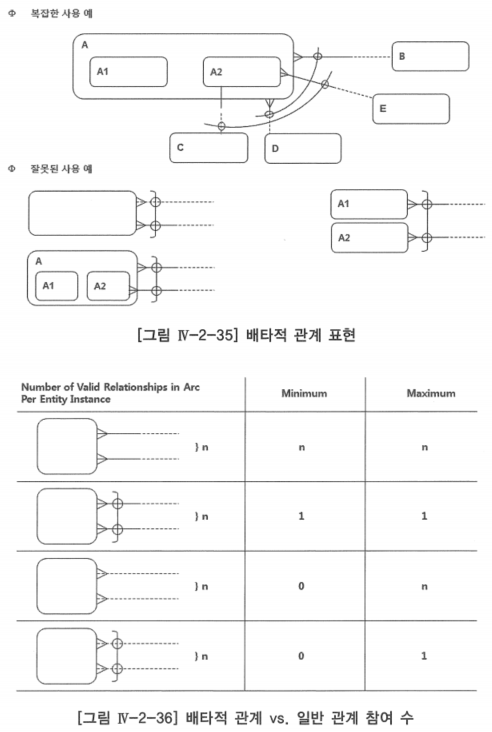 Φ 복잡한 사용 예
A
A1
A2
B
E
C
D
Φ 잘못된 사용 예
A1
A2
A
A1
A2
[그림 Ⅳ-2-35] 배타적 관계 표현
Number of Valid Relationships in Arc
Per Entity Instance
Minimum
Maximum
} n
n
n
} n
1
1
} n
0
n
} n
0
1
[그림 Ⅳ-2-36] 배타적 관계 vs. 일반 관계 참여 수